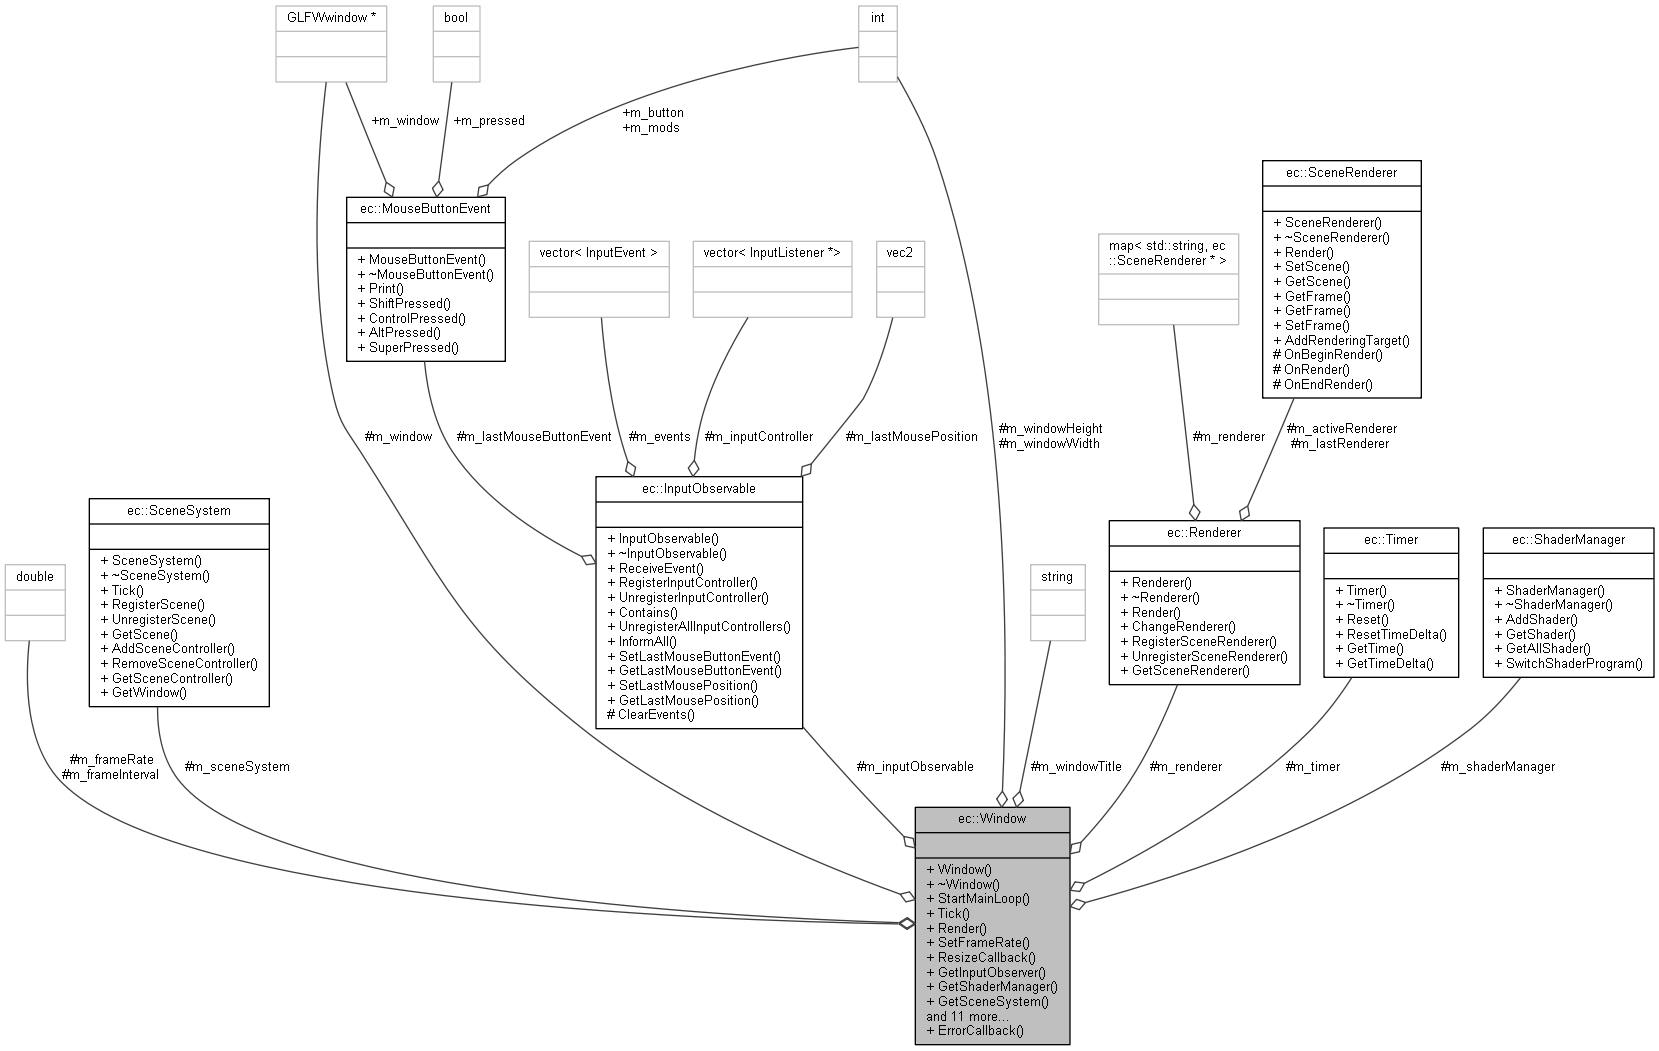 GLFWwindow *
bool
int
+m_window
+m_pressed
+m_button
+m_mods
ec::MouseButtonEvent
+ MouseButtonEvent()
+ ~MouseButtonEvent()
+ Print()
+ ShiftPressed()
+ ControlPressed()
+ AltPressed()
+ SuperPressed()
vector< InputEvent >
vector< InputListener *>
vec2
map< std::string, ec
::SceneRenderer * >
ec::SceneRenderer
+ SceneRenderer()
+ ~SceneRenderer()
+ Render()
+ SetScene()
+ GetScene()
+ GetFrame()
+ GetFrame()
+ SetFrame()
+ AddRenderingTarget()
# OnBeginRender()
# OnRender()
# OnEndRender()
#m_window
#m_lastMouseButtonEvent
#m_events
#m_inputController
#m_lastMousePosition
#m_windowHeight
#m_windowWidth
#m_renderer
#m_activeRenderer
#m_lastRenderer
double
ec::SceneSystem
+ SceneSystem()
+ ~SceneSystem()
+ Tick()
+ RegisterScene()
+ UnregisterScene()
+ GetScene()
+ AddSceneController()
+ RemoveSceneController()
+ GetSceneController()
+ GetWindow()
ec::InputObservable
+ InputObservable()
+ ~InputObservable()
+ ReceiveEvent()
+ RegisterInputController()
+ UnregisterInputController()
+ Contains()
+ UnregisterAllInputControllers()
+ InformAll()
+ SetLastMouseButtonEvent()
+ GetLastMouseButtonEvent()
+ SetLastMousePosition()
+ GetLastMousePosition()
# ClearEvents()
string
ec::Renderer
+ Renderer()
+ ~Renderer()
+ Render()
+ ChangeRenderer()
+ RegisterSceneRenderer()
+ UnregisterSceneRenderer()
+ GetSceneRenderer()
ec::Timer
+ Timer()
+ ~Timer()
+ Reset()
+ ResetTimeDelta()
+ GetTime()
+ GetTimeDelta()
ec::ShaderManager
+ ShaderManager()
+ ~ShaderManager()
+ AddShader()
+ GetShader()
+ GetAllShader()
+ SwitchShaderProgram()
#m_frameRate
#m_frameInterval
#m_sceneSystem
#m_inputObservable
#m_windowTitle
#m_renderer
#m_timer
#m_shaderManager
ec::Window
+ Window()
+ ~Window()
+ StartMainLoop()
+ Tick()
+ Render()
+ SetFrameRate()
+ ResizeCallback()
+ GetInputObserver()
+ GetShaderManager()
+ GetSceneSystem()
and 11 more...
+ ErrorCallback()